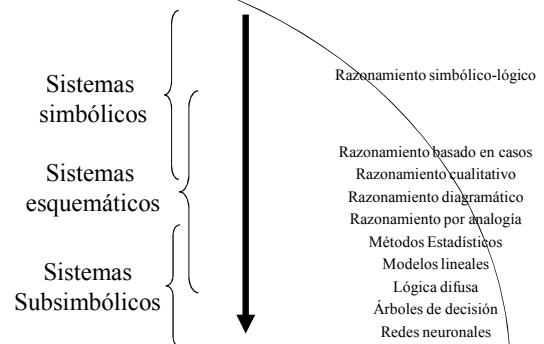 Sistemas
simbólicos
Sistemas
esquemáticos
Sistemas
Subsimbólicos
Razonamiento simbólico-lógico
Razonamiento basado en casos
Razonamiento cualitativo
Razonamiento diagramático
Razonamiento por analogía
Métodos Estadísticos
Modelos lineales
Lógica difusa
Árboles de decisión
Redes neuronales